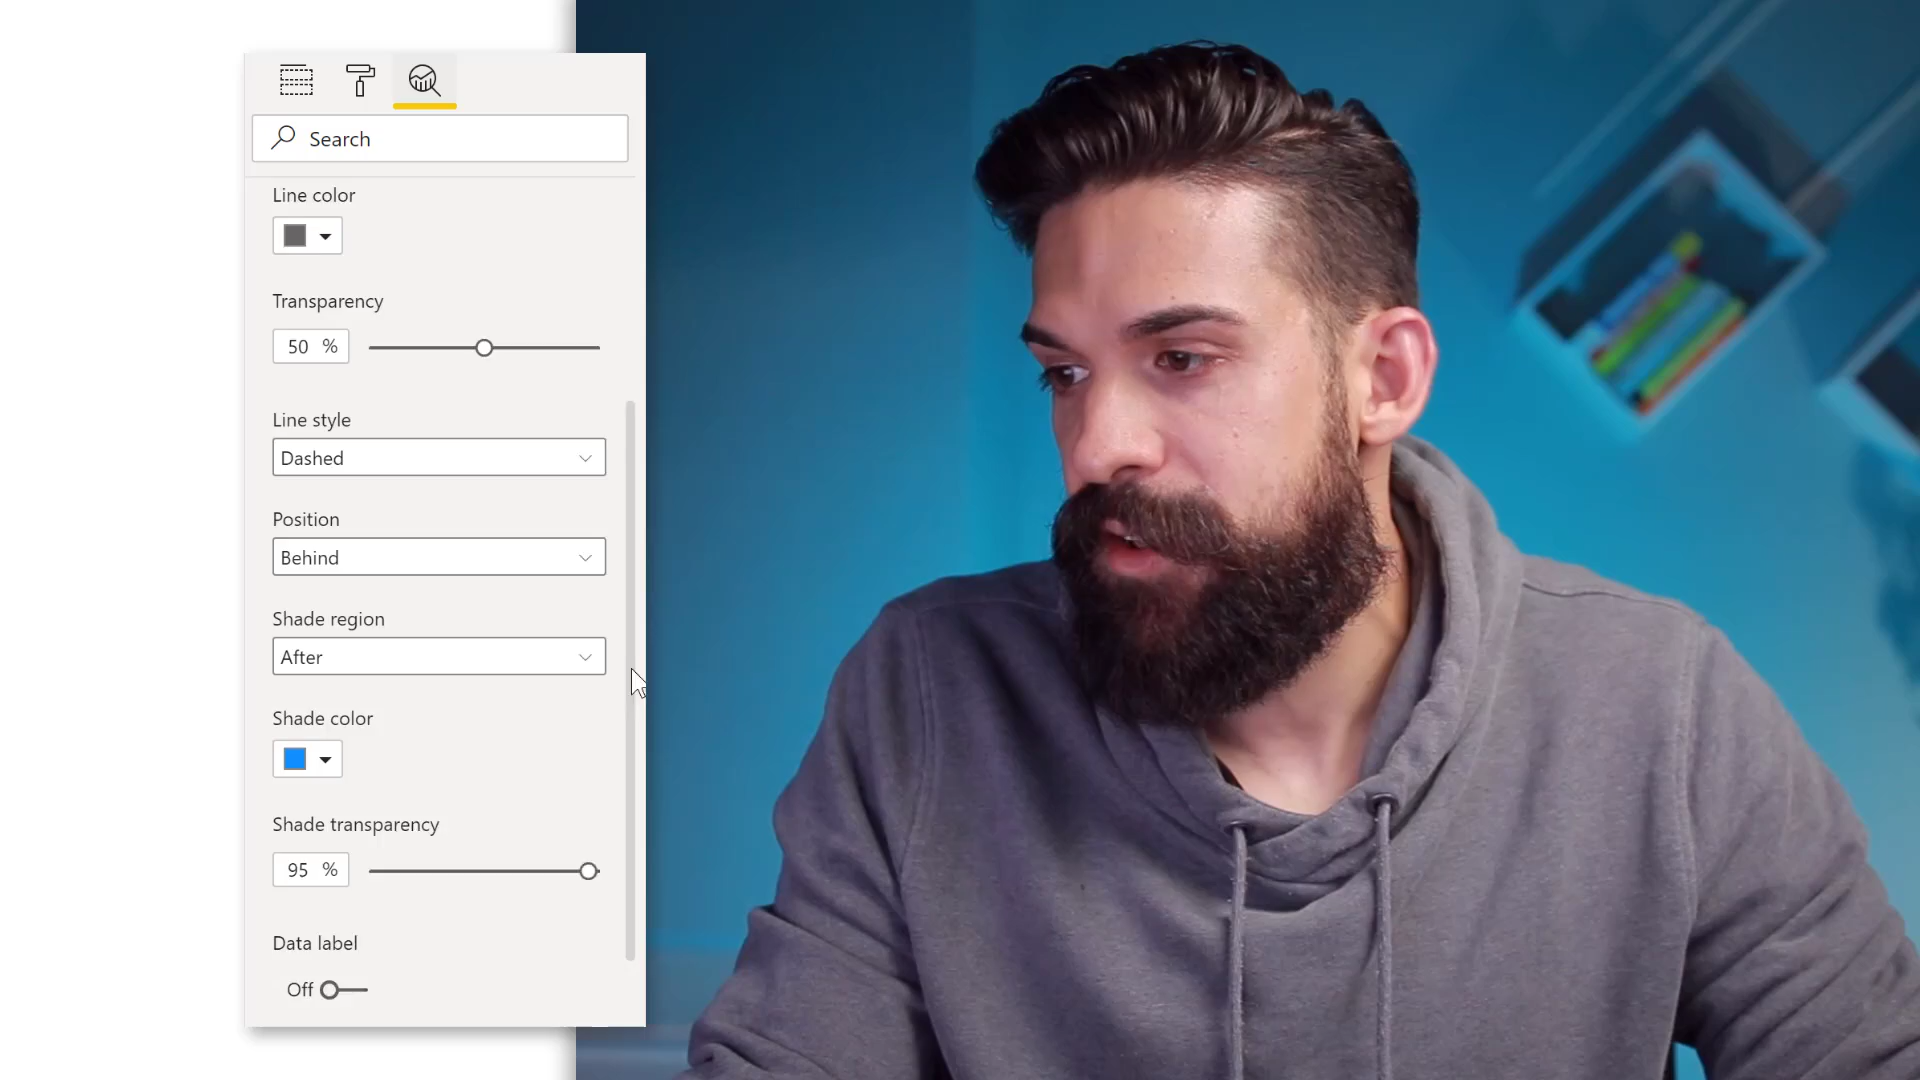 Search
Line color
Transparency
50 %
Line style
Dashed
Position
Behind
Shade region
After
Shade color
Shade transparency
95 %
Data label
Off